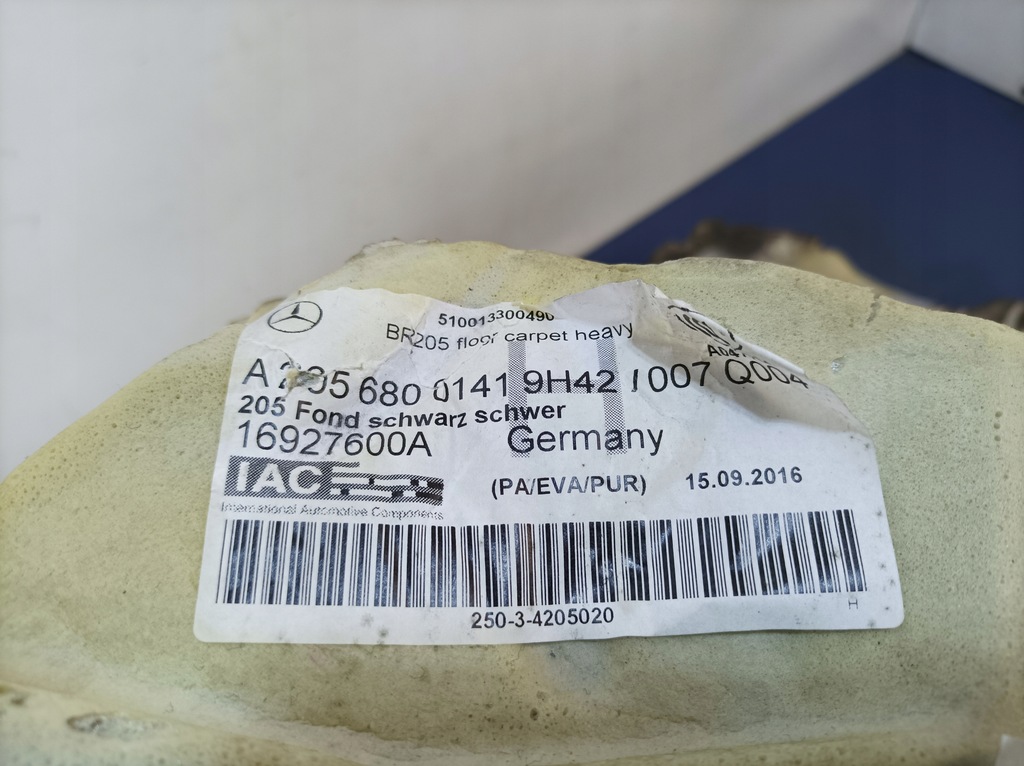 510013300490
BR205 floor carpet heavy
A 205 680 0141 9H42 / 007 Q004
205 Fond schwarz schwer
16927600A Germany
IAC
(PA/EVA/PUR) 15.09.2016
International Automotive Components
250-3-4205020
H